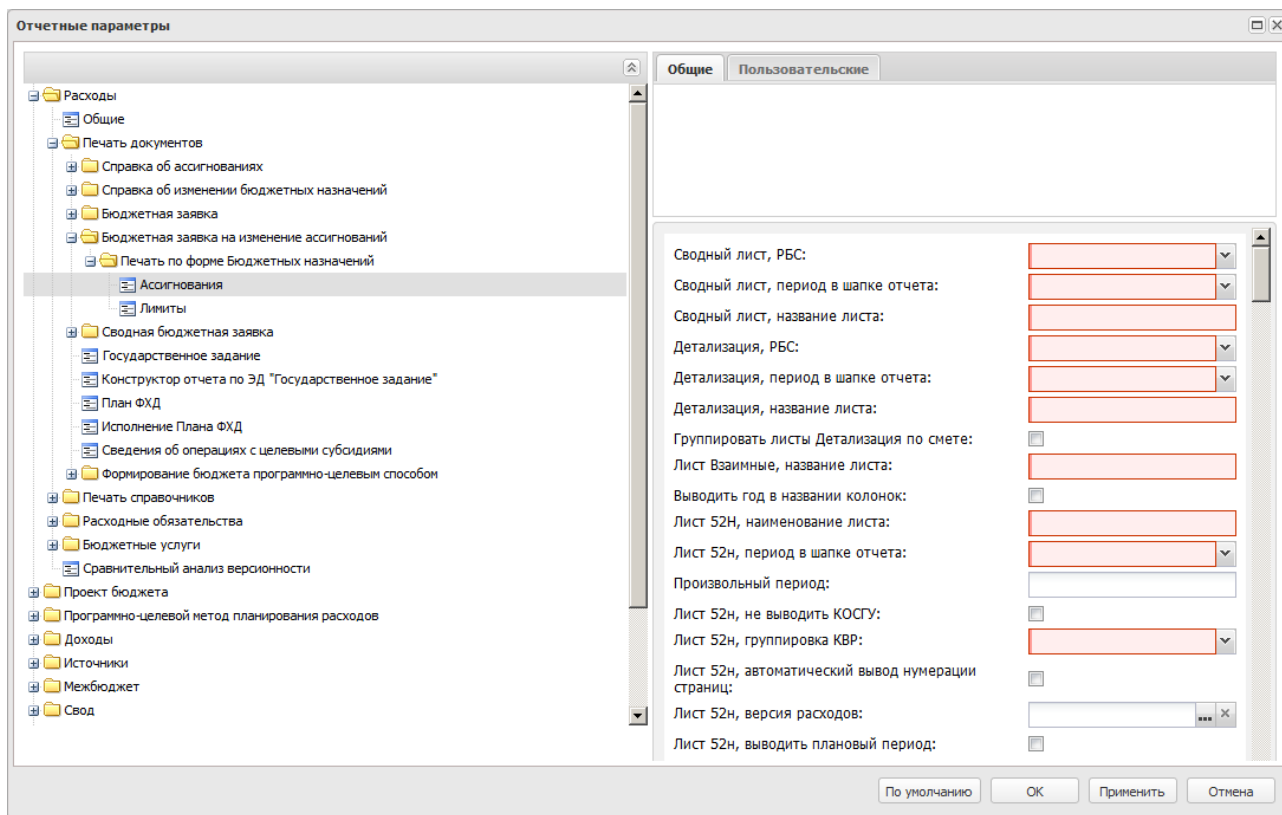 Отчетные параметры
Расходы
Общие
Печать документов
Справка об ассигнованиях
Справка об изменении бюджетных назначений
Бюджетная заявка
Бюджетная заявка на изменение ассигнований
Печать по форме Бюджетных назначений
Ассигнования
Лимиты
Сводная бюджетная заявка
Государственное задание
Конструктор отчета по ЭД "Государственное задание"
План ФХД
Исполнение Плана ФХД
Сведения об операциях с целевыми субсидиями
Формирование бюджета программно-целевым способом
Печать справочников
Расходные обязательства
Бюджетные услуги
Сравнительный анализ версионности
Проект бюджета
Программно-целевой метод планирования расходов
Доходы
Источники
Межбюджет
Свод
Общие
Пользовательские
Сводный лист, РБС:
Сводный лист, период в шапке отчета:
Сводный лист, название листа:
Детализация, РБС:
Детализация, период в шапке отчета:
Детализация, название листа:
Группировать листы Детализация по смете:
Лист Взаимные, название листа:
Выводить год в названии колонок:
Лист 52Н, наименование листа:
Лист 52н, период в шапке отчета:
Произвольный период:
Лист 52н, не выводить КОСГУ:
Лист 52н, группировка КВР:
Лист 52н, автоматический вывод нумерации
страниц:
Лист 52н, версия расходов:
Лист 52н, выводить плановый период:
По умолчанию
OK
Применить
Отмена